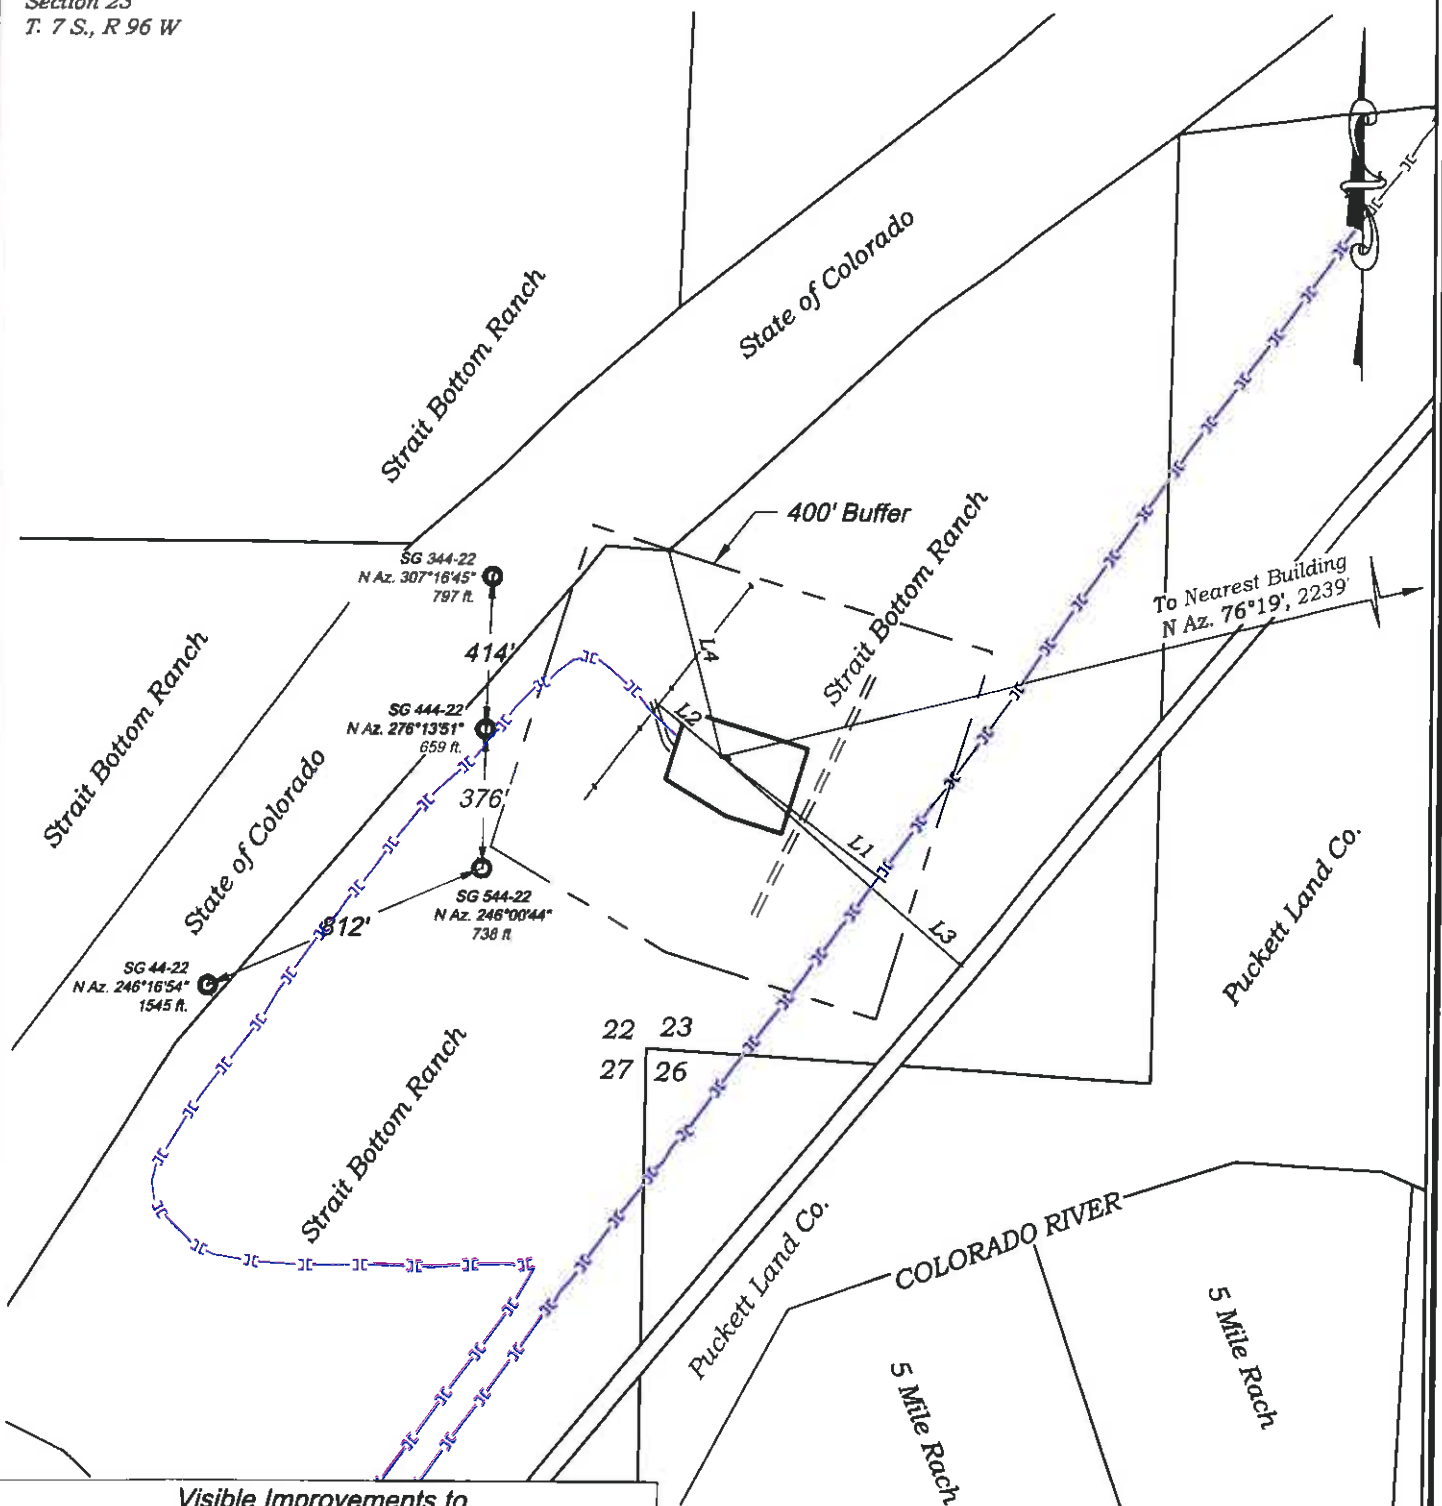 Section 23
T. 7 S., R 96 W
State of Colorado
Strait Bottom Ranch
400' Buffer
Strait Bottom Ranch
SG 344-22
N Az. 307°16'45"
797 ft.
To Nearest Building
N Az. 76°19', 2239'
414'
L4
Strait Bottom Ranch
SG 444-22
N Az. 276°13'51"
659 ft.
L2
State of Colorado
376'
L1
SG 544-22
N Az. 246°00'44"
738 ft.
812'
L3
SG 44-22
N Az. 246°16'54"
1545 ft.
Puckett Land Co.
22 23
27 26
Strait Bottom Ranch
Puckett Land Co.
COLORADO RIVER
5 Mile Rach
5 Mile Rach
Visible Improvements to